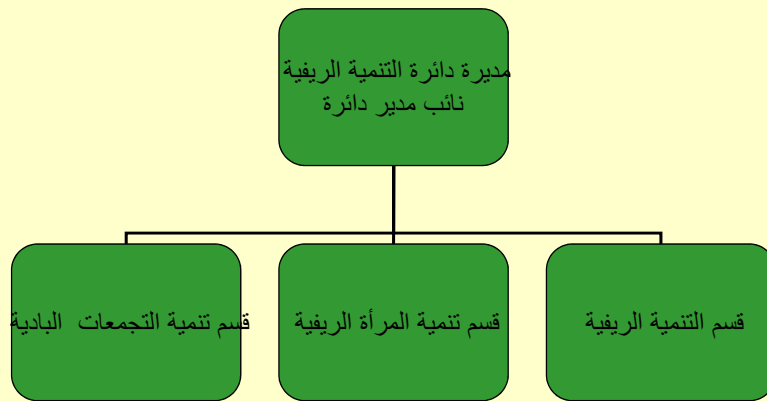 مديرة دائرة التنمية الريفية
نائب مدير دائرة
قسم التنمية الريفية
قسم تنمية المرأة الريفية
قسم تنمية التجمعات البادية